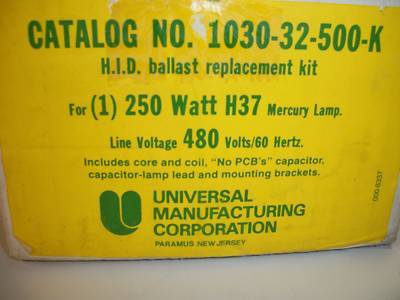 CATALOG NO. 1030-32-500-K
H.I.D. ballast replacement kit
For (1) 250 Watt H37 Mercury Lamp.
Line Voltage 480 Volts/60 Hertz.
Includes core and coil, "No PCB's" capacitor,
capacitor-lamp lead and mounting brackets.
UNIVERSAL
MANUFACTURING
CORPORATION
PARAMUS NEW JERSEY